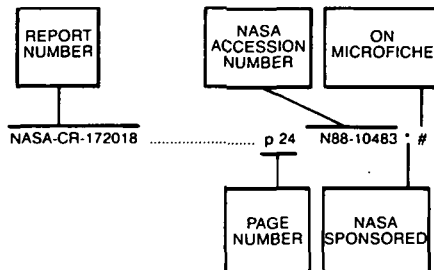 REPORT
NUMBER
NASA
ACCESSION
NUMBER
ON
MICROFICHE
NASA-CR-172018 .......................... p 24 N88-10483 * #
PAGE
NUMBER
NASA
SPONSORED